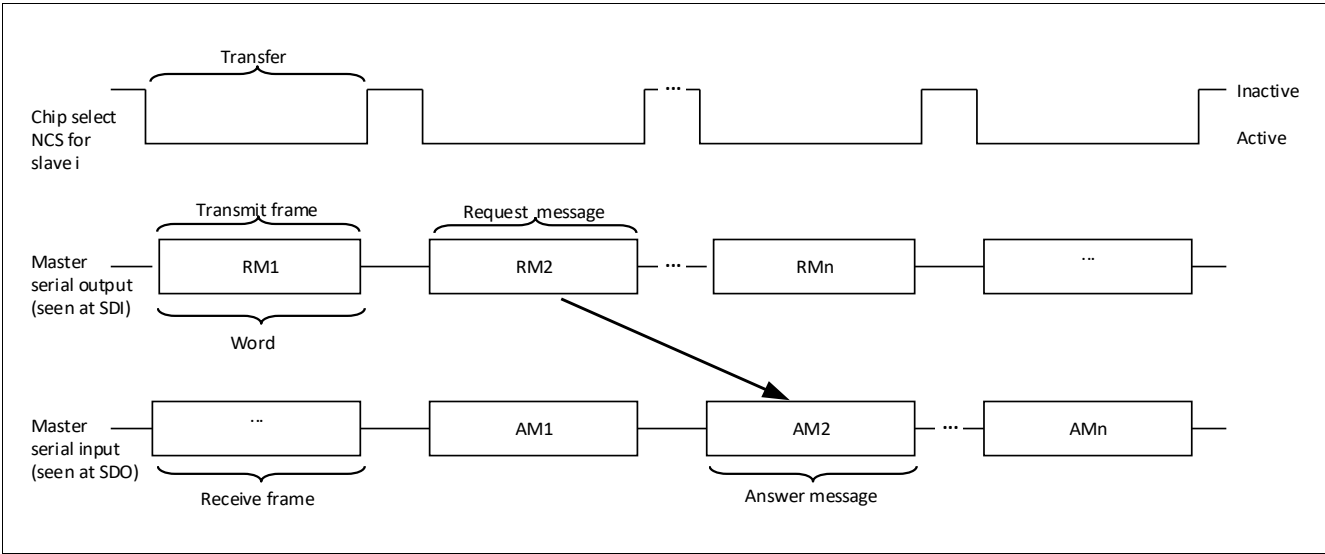 Transfer
...
Inactive
Chip select
NCS for
slave i
Active
Transmit frame
Request message
Master
serial output
(seen at SDI)
RM1
RM2
...
RMn
...
Word
Master
serial input
(seen at SDO)
...
AM1
AM2
...
AMn
Receive frame
Answer message